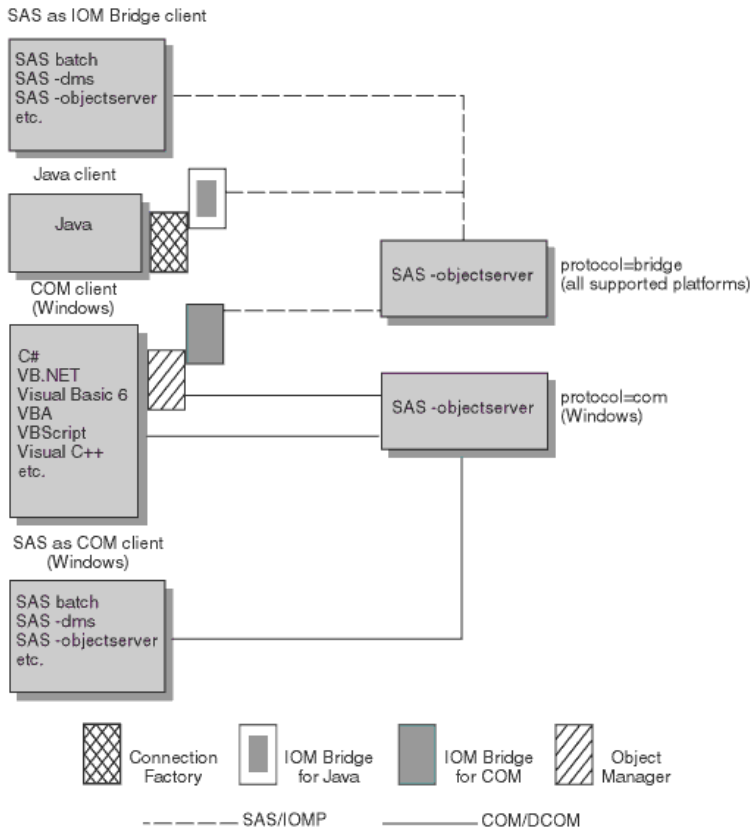 SAS as IOM Bridge client
SAS batch
SAS -dms
SAS -objectserver
etc.
Java client
Java
COM client
(Windows)
C#
VB.NET
Visual Basic 6
VBA
VBScript
Visual C++
etc.
SAS -objectserver
protocol=bridge
(all supported platforms)
SAS -objectserver
protocol=com
(Windows)
SAS as COM client
(Windows)
SAS batch
SAS -dms
SAS -objectserver
etc.
Connection
Factory
IOM Bridge
for Java
IOM Bridge
for COM
Object
Manager
SAS/IOMP
COM/DCOM